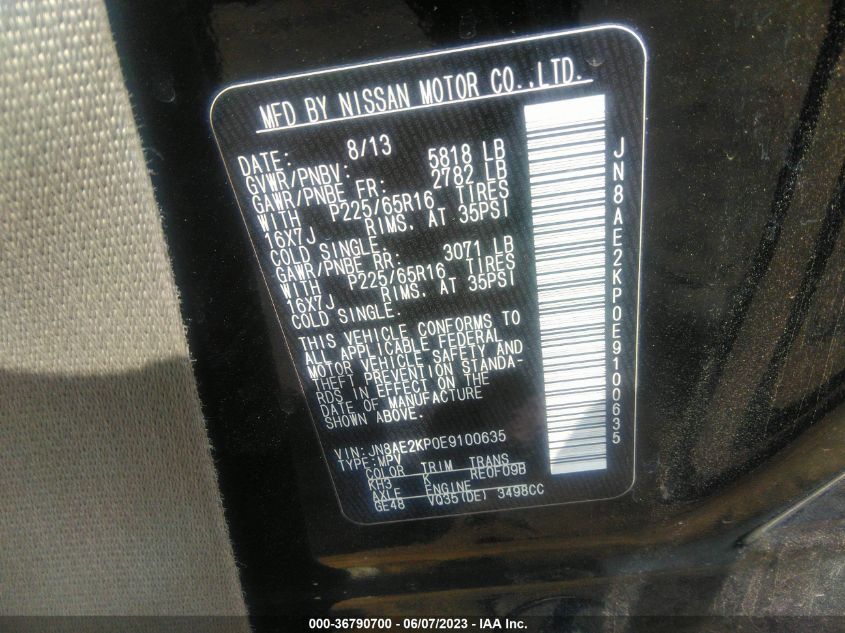 MFD BY NISSAN MOTOR CO.,LTD.
DATE: 8/13
GVWR/PNBV: 5818 LB
GAWR/PNBE FR: 2782 LB
WITH P225/65R16 TIRES
16X7J RIMS, AT 35PSI
COLD SINGLE.
GAWR/PNBE RR: 3071 LB
WITH P225/65R16 TIRES
16X7J RIMS, AT 35PSI
COLD SINGLE.
THIS VEHICLE CONFORMS TO
ALL APPLICABLE FEDERAL
MOTOR VEHICLE SAFETY AND
THEFT PREVENTION STANDA-
RDS IN EFFECT ON THE
DATE OF MANUFACTURE
SHOWN ABOVE.
VIN:JN8AE2KP0E9100635
TYPE:MPV
COLOR TRIM TRANS
KH3 K RE0F09B
AXLE ENGINE
GE48 VQ35(DE) 3498CC
JN8AE2KP0E9100635
000-36790700 - 06/07/2023 - IAA Inc.